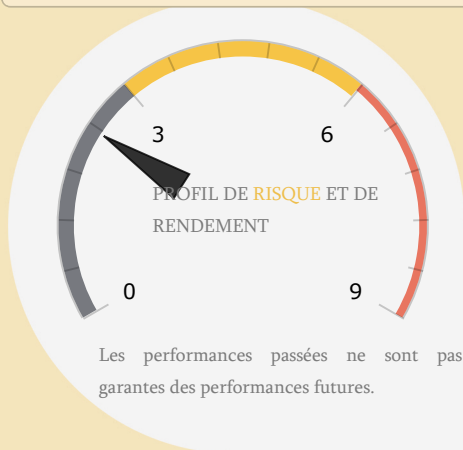 3 6
PROFIL DE RISQUE ET DE
RENDEMENT
0 9
Les performances passées ne sont pas
garantes des performances futures.